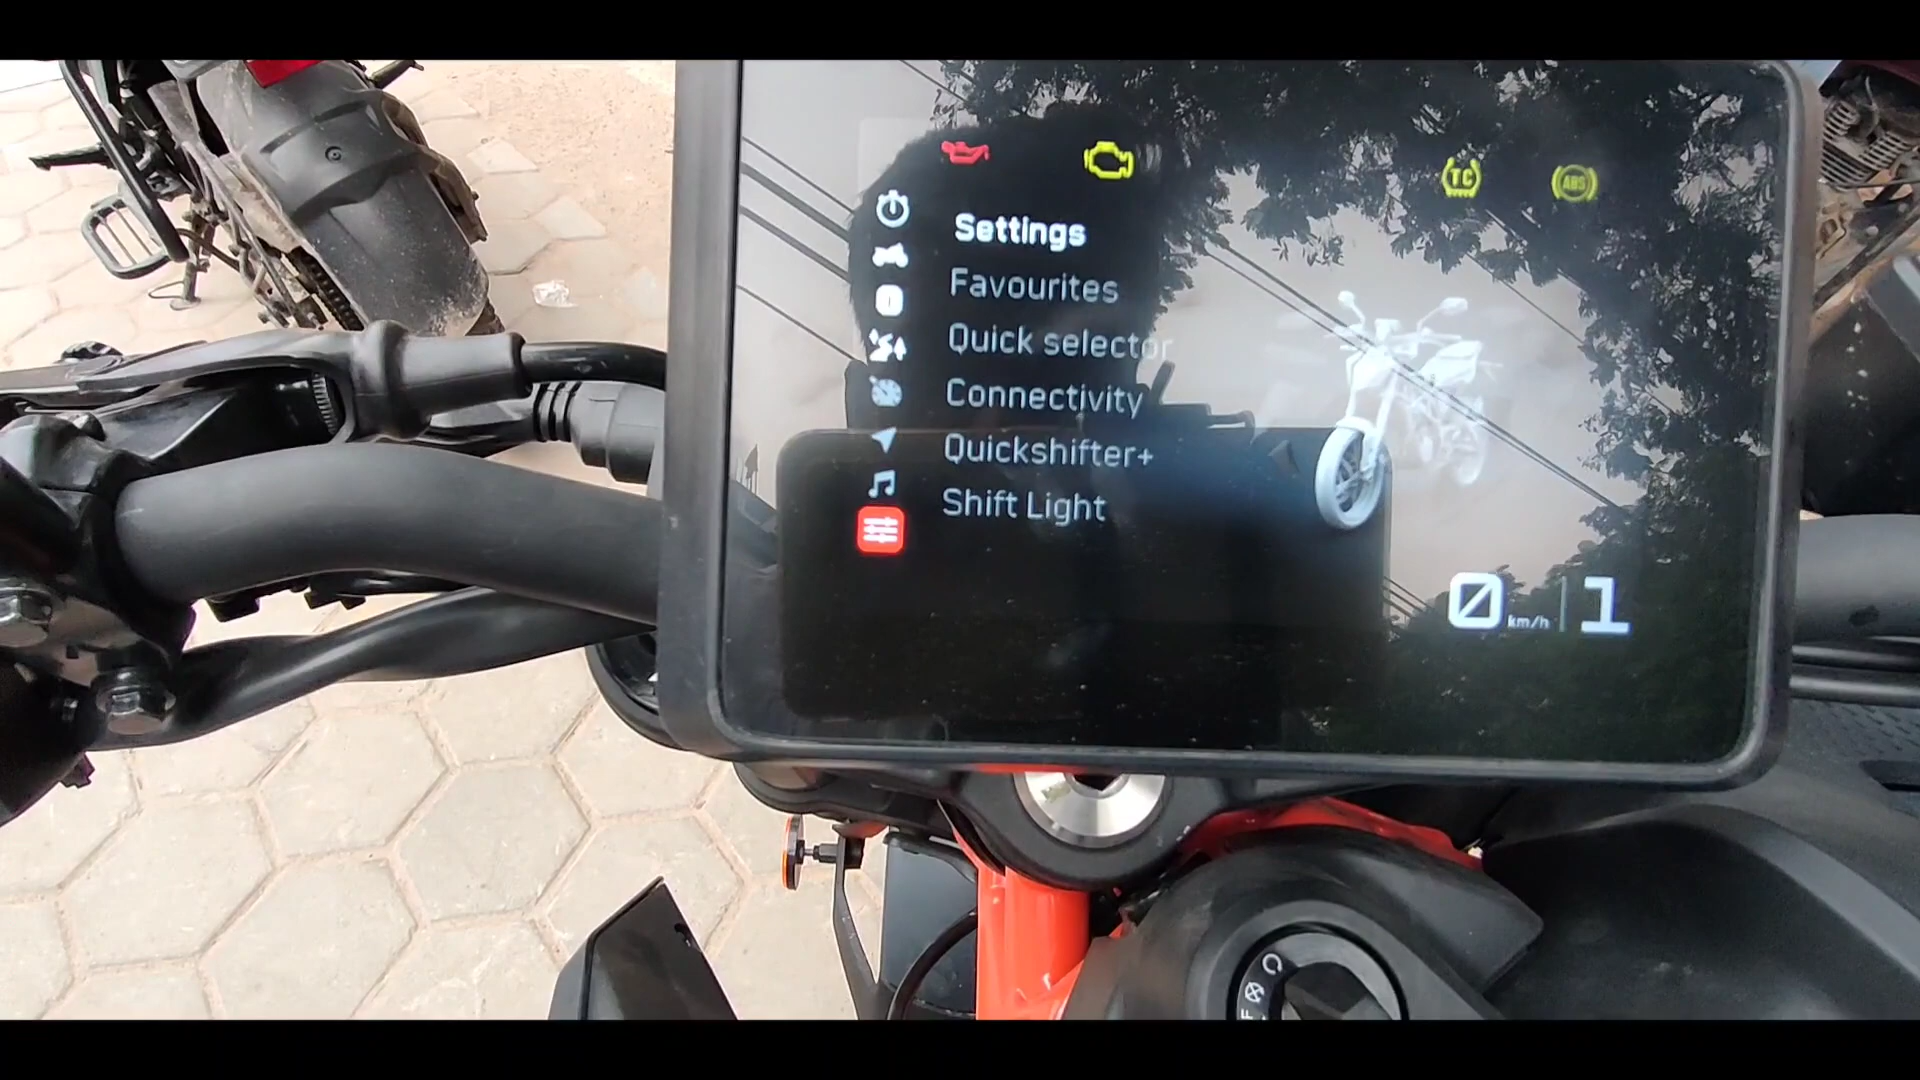 TC
ABS
Settings
Favourites
Quick selector
Connectivity
Quickshifter+
Shift Light
0 km/h 1